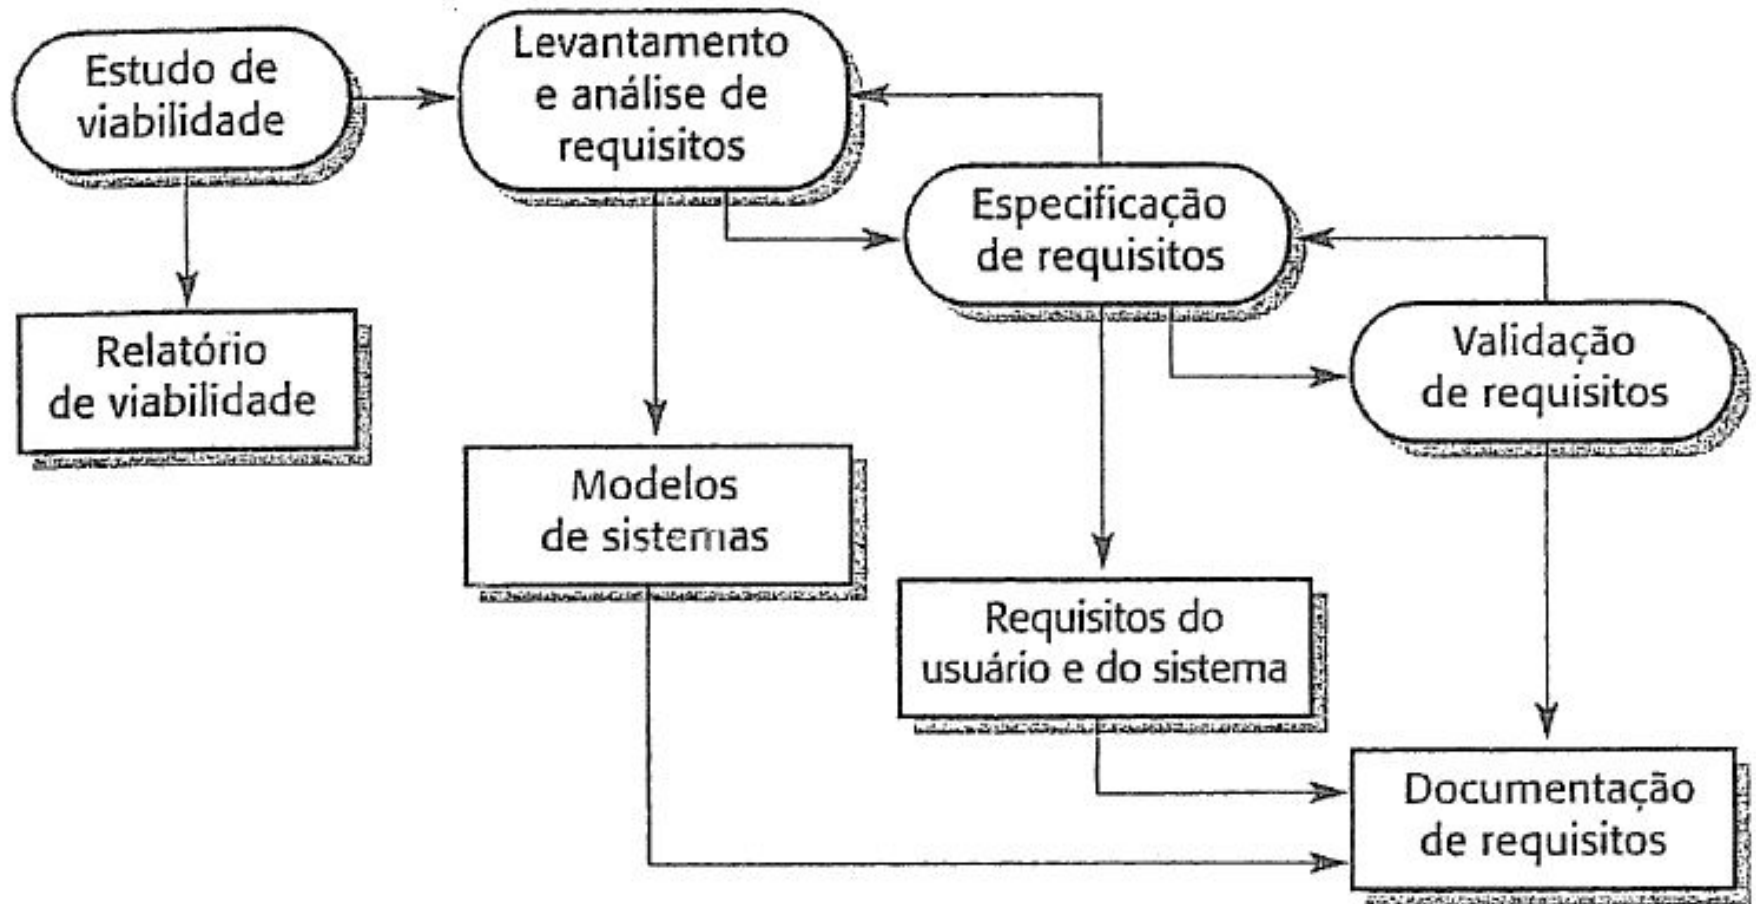 Estudo de
viabilidade
Levantamento
e análise de
requisitos
Especificação
de requisitos
Validação
de requisitos
Relatório
de viabilidade
Modelos
de sistemas
Requisitos do
usuário e do sistema
Documentação
de requisitos